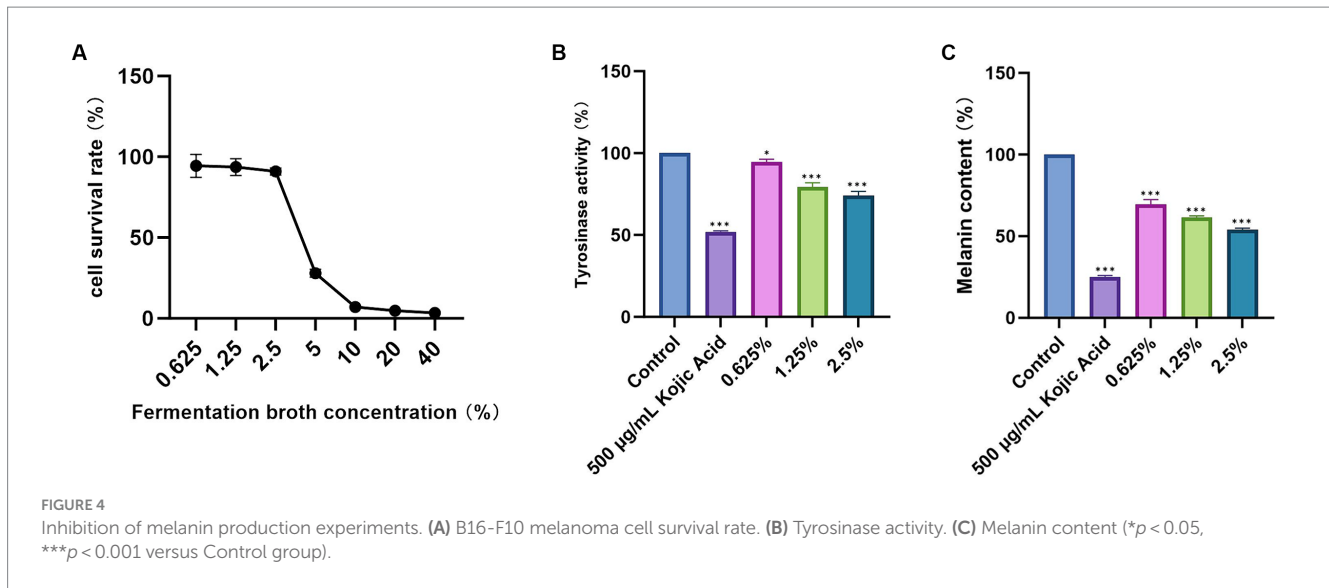 A
150
100
50
0
cell survival rate (%)
0.625
1.25
2.5
5
10
20
40
Fermentation broth concentration (%)
B
150
100
50
0
Tyrosinase activity (%)
*
***
***
***
Control
500 µg/mL Kojic Acid
0.625%
1.25%
2.5%
C
150
100
50
0
Melanin content (%)
***
***
***
***
Control
500 µg/mL Kojic Acid
0.625%
1.25%
2.5%
FIGURE 4
Inhibition of melanin production experiments. (A) B16-F10 melanoma cell survival rate. (B) Tyrosinase activity. (C) Melanin content (*p < 0.05,
***p < 0.001 versus Control group).